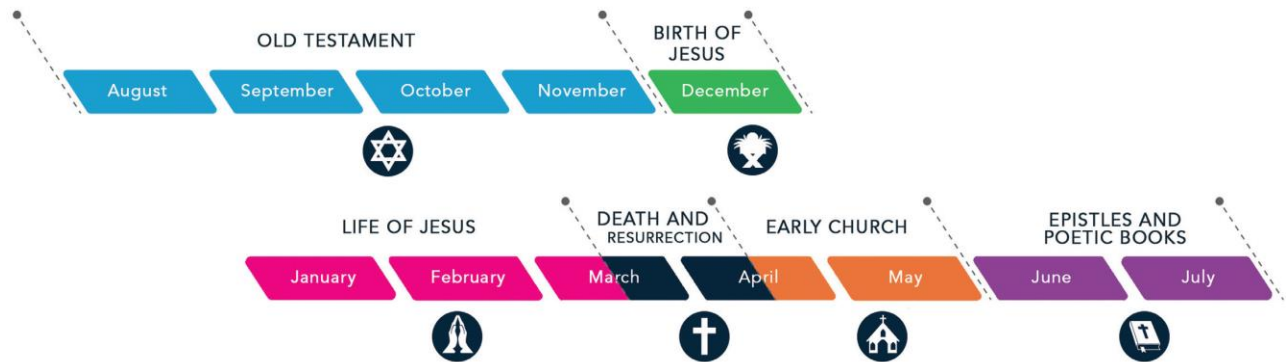 OLD TESTAMENT
BIRTH OF
JESUS
August September October November December
LIFE OF JESUS
DEATH AND
RESURRECTION
EARLY CHURCH
EPISTLES AND
POETIC BOOKS
January February March April May June July